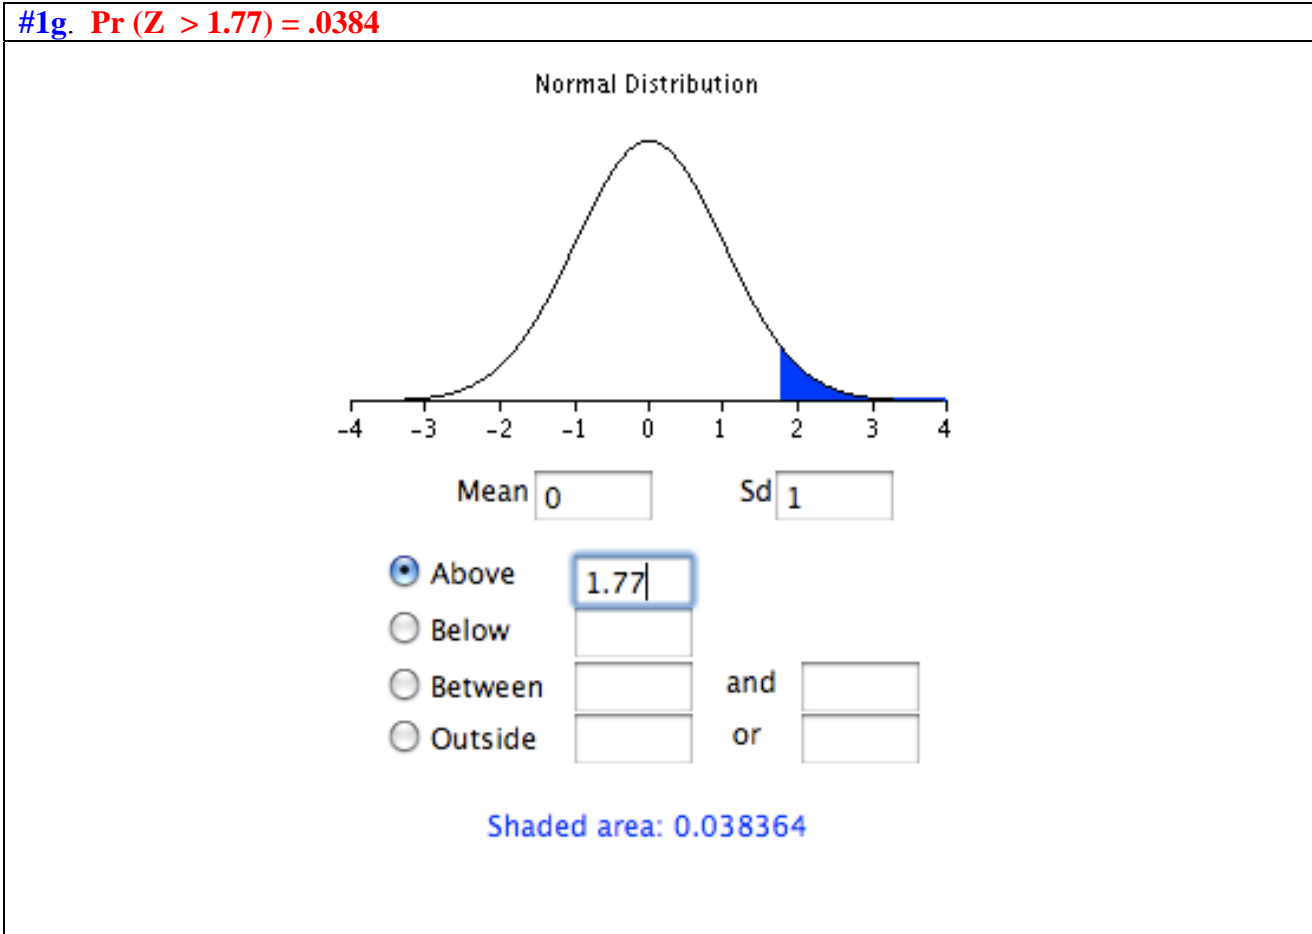 #1g. Pr (Z > 1.77) = .0384
Normal Distribution
-4 -3 -2 -1 0 1 2 3 4
Mean 0 Sd 1
Above 1.77
Below
Between and
Outside or
Shaded area: 0.038364